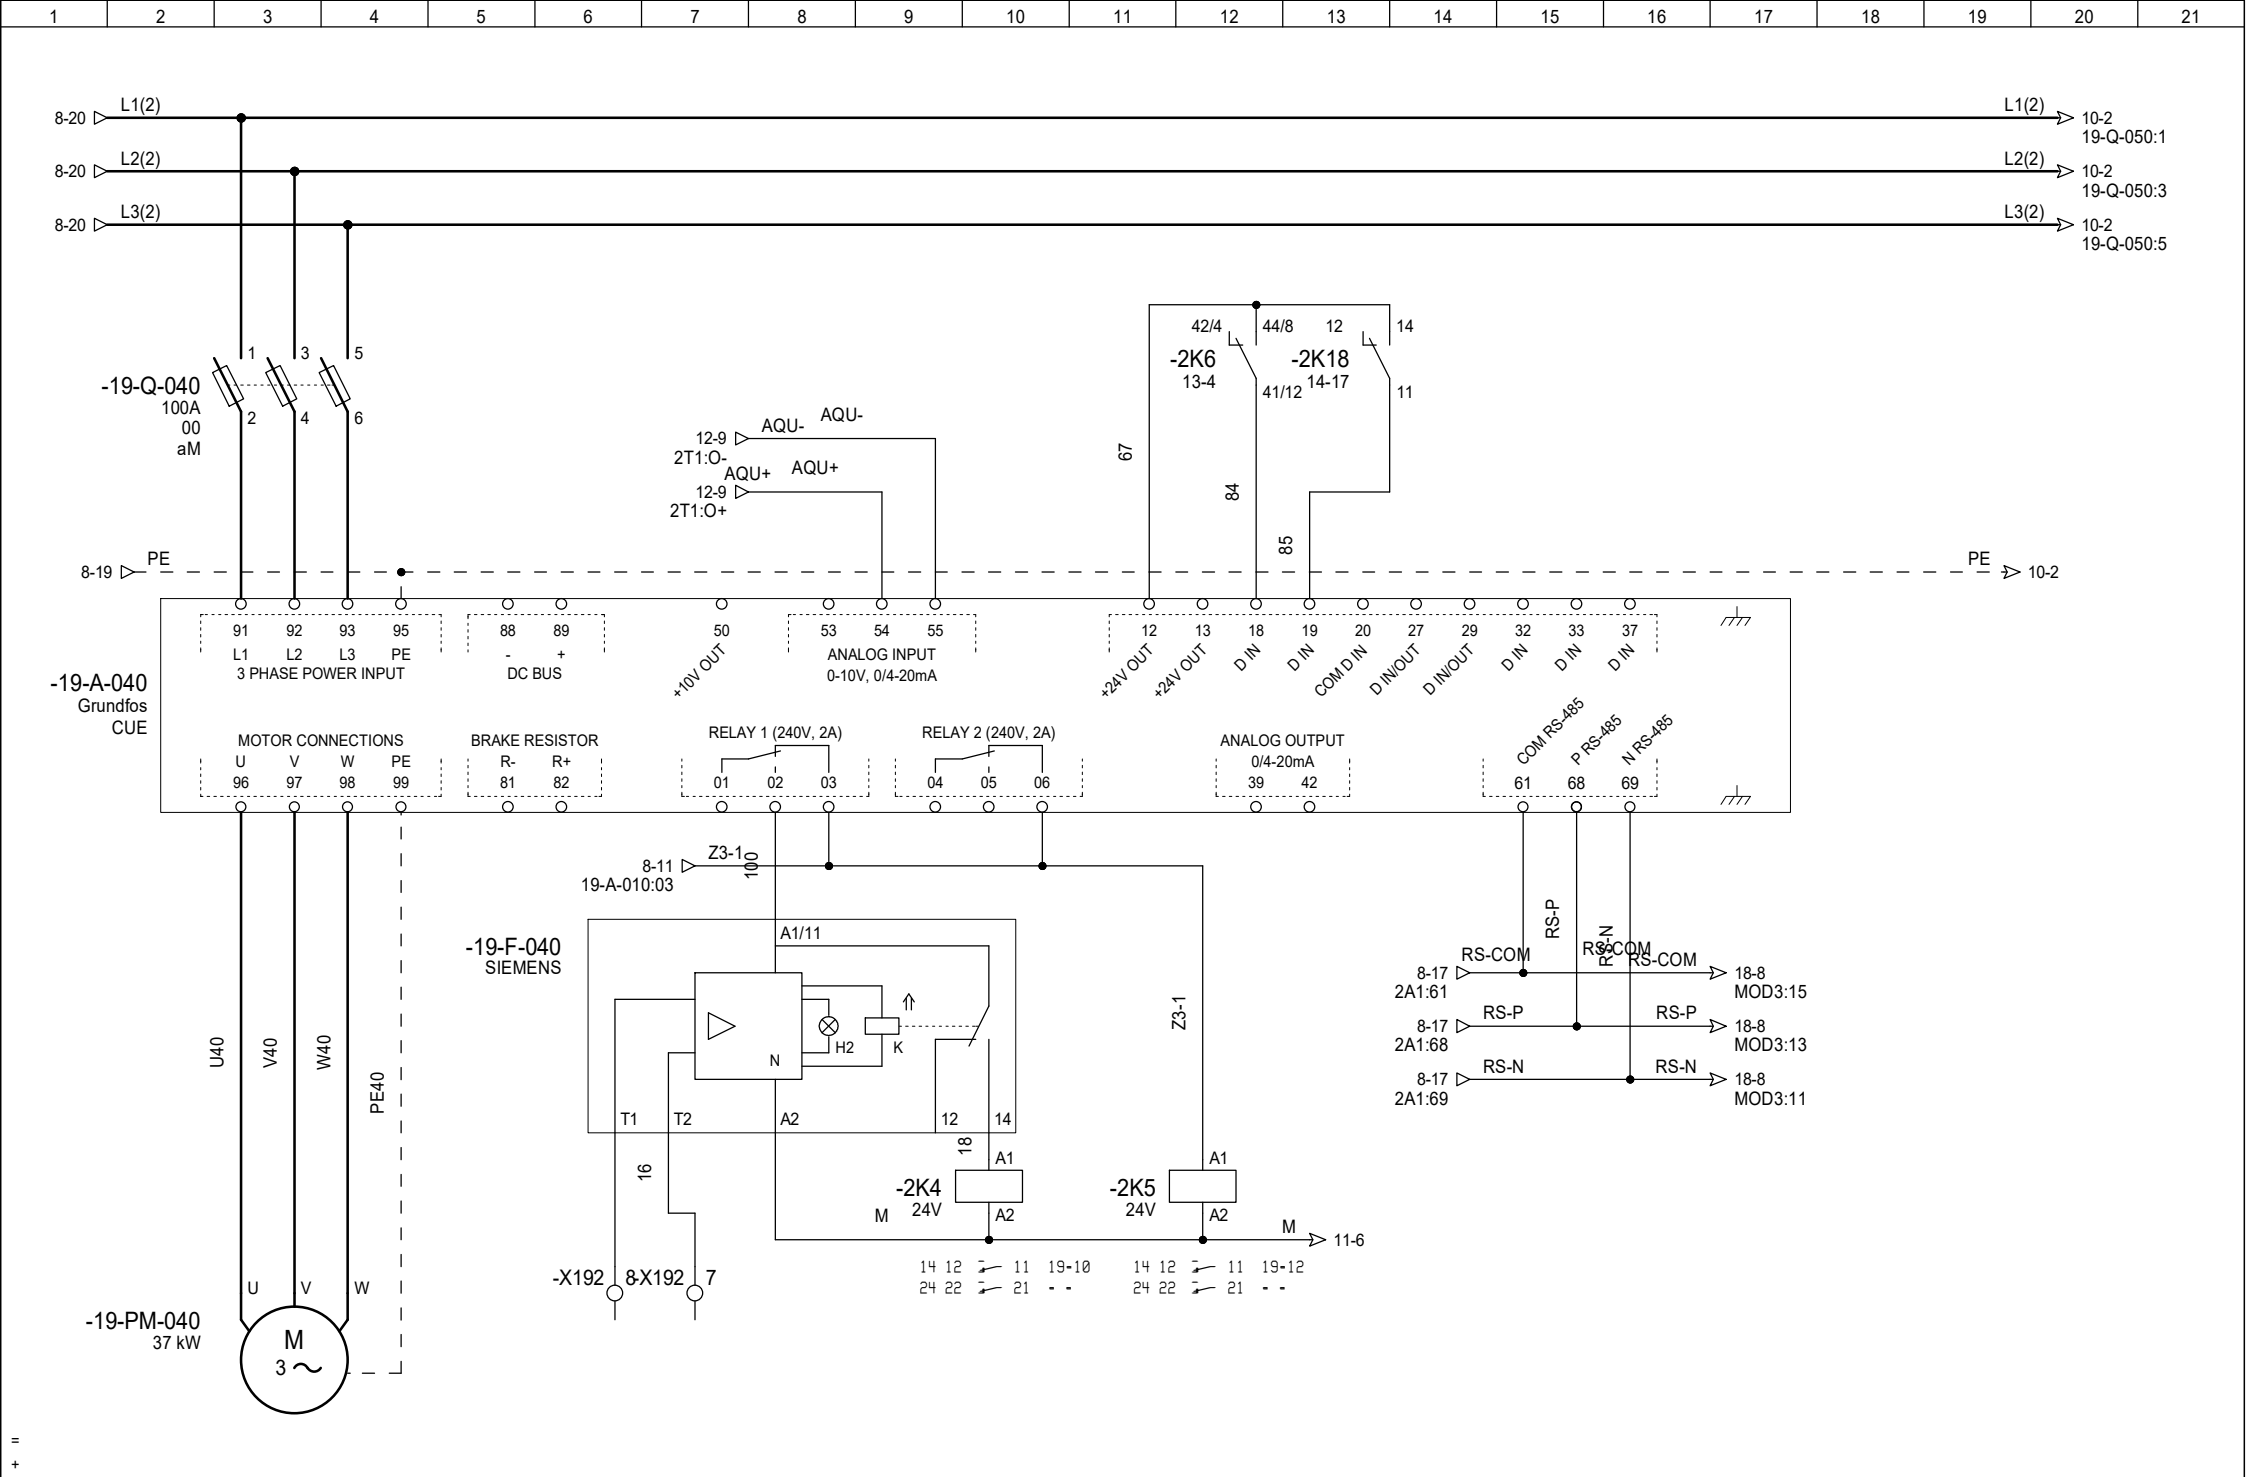 1 2 3 4 5 6 7 8 9 10 11 12 13 14 15 16 17 18 19 20 21
L1(2) L1(2)
8-20 10-2
19-Q-050:1
L2(2) L2(2)
8-20 10-2
19-Q-050:3
L3(2) L3(2)
8-20 10-2
19-Q-050:5
42/4 44/8 12 14
-2K6 -2K18
13-4 14-17
41/12 11
1 3 5
-19-Q-040
100A
00
aM
2 4 6
AQU- AQU-
12-9
2T1:O-
AQU+ AQU+
12-9
2T1:O+
67
84
85
PE PE
8-19 10-2
91 92 93 95 88 89 50 53 54 55 12 13 18 19 20 27 29 32 33 37
L1 L2 L3 PE - +
3 PHASE POWER INPUT DC BUS
+10V OUT
ANALOG INPUT
0-10V, 0/4-20mA
+24V OUT +24V OUT D IN D IN COM D IN D IN/OUT D IN/OUT D IN D IN D IN
-19-A-040
Grundfos
CUE
MOTOR CONNECTIONS BRAKE RESISTOR RELAY 1 (240V, 2A) RELAY 2 (240V, 2A) ANALOG OUTPUT
0/4-20mA
COM RS-485 P RS-485 N RS-485
U V W PE R- R+
96 97 98 99 81 82 01 02 03 04 05 06 39 42 61 68 69
Z3-1
100
8-11
19-A-010:03
-19-F-040
SIEMENS
A1/11
H2 K
N
T1 T2 A2 12 14
16
18
Z3-1
RS-P
RS-N
RS-COM RS-COM RS-COM
8-17 18-8
2A1:61 MOD3:15
RS-P RS-P
8-17 18-8
2A1:68 MOD3:13
RS-N RS-N
8-17 18-8
2A1:69 MOD3:11
U40
V40
W40
PE40
A1 A1
-2K4 -2K5
24V 24V
A2 A2
M M
11-6
-X192 8 -X192 7
14 12 11 19-10 14 12 11 19-12
24 22 21 - - 24 22 21 - -
U V W
-19-PM-040
37 kW
M
3
=
+